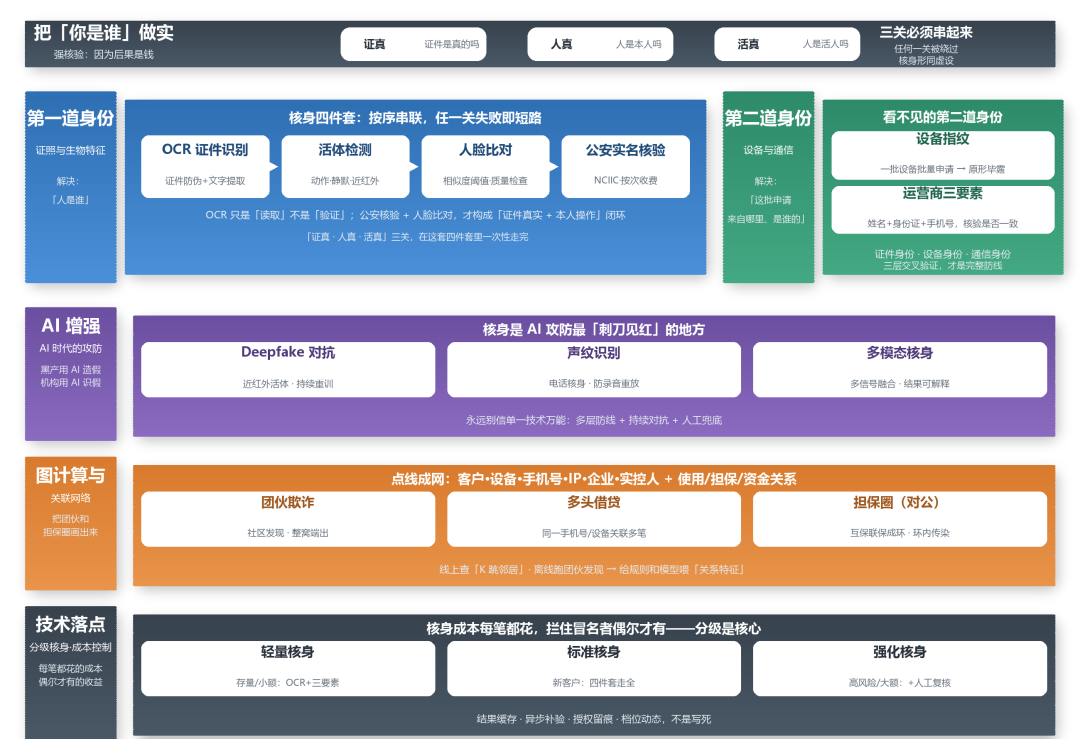 把「你是谁」做实
强核验：因为后果是钱
证真 证件是真的吗
人真 人是本人吗
活真 人是活人吗
三关必须串起来
任何一关被绕过
核身形同虚设
第一道身份
证照与生物特征
解决：
「人是谁」
核身四件套：按序串联，任一关失败即短路
OCR 证件识别
证件防伪+文字提取
活体检测
动作·静默·近红外
人脸比对
相似度阈值·质量检查
公安实名核验
NCIIC·按次收费
OCR 只是「读取」不是「验证」；公安核验 + 人脸比对，才构成「证件真实 + 本人操作」闭环
「证真 · 人真 · 活真」三关，在这套四件套里一次性走完
第二道身份
设备与通信
解决：
「这批申请
来自哪里、是谁的」
看不见的第二道身份
设备指纹
一批设备批量申请 → 原形毕露
运营商三要素
姓名+身份证+手机号，核验是否一致
证件身份 · 设备身份 · 通信身份
三层交叉验证，才是完整防线
AI 增强
AI 时代的攻防
黑产用 AI 造假
机构用 AI 识假
核身是 AI 攻防最「刺刀见红」的地方
Deepfake 对抗
近红外活体 · 持续重训
声纹识别
电话核身 · 防录音重放
多模态核身
多信号融合 · 结果可解释
永远别信单一技术万能：多层防线 + 持续对抗 + 人工兜底
图计算与
关联网络
把团伙和
担保圈画出来
点线成网：客户·设备·手机号·IP·企业·实控人 + 使用/担保/资金关系
团伙欺诈
社区发现 · 整窝端出
多头借贷
同一手机号/设备关联多笔
担保圈（对公）
互保联保成环 · 环内传染
线上查「K 跳邻居」· 离线跑团伙发现 → 给规则和模型喂「关系特征」
技术落点
分级核身·成本控制
每笔都花的成本
偶尔才有的收益
核身成本每笔都花，拦住冒名者偶尔才有——分级是核心
轻量核身
存量/小额：OCR+三要素
标准核身
新客户：四件套走全
强化核身
高风险/大额：+人工复核
结果缓存 · 异步补验 · 授权留痕 · 档位动态，不是写死